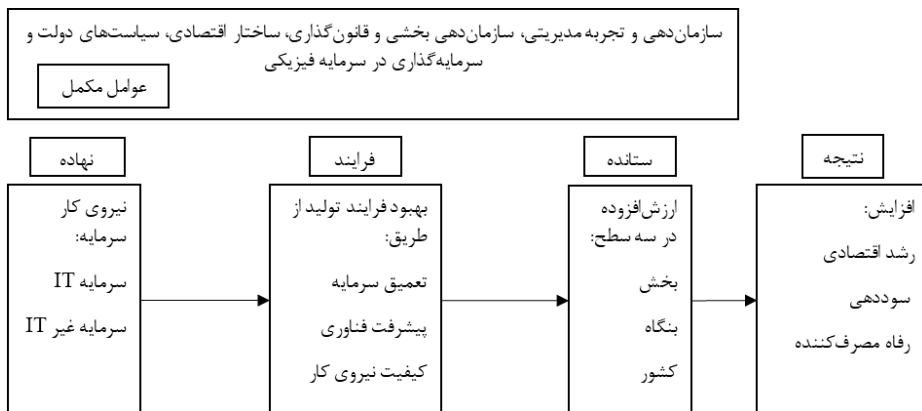 سازمان‌دهی و تجربه مدیریتی، سازمان‌دهی بخشی و قانون‌گذاری، ساختار اقتصادی، سیاست‌های دولت و
سرمایه‌گذاری در سرمایه فیزیکی
عوامل مکمل
نهاده
نیروی کار
سرمایه:
سرمایه IT
سرمایه غیر IT
فرایند
بهبود فرایند تولید از
طریق:
تعمیق سرمایه
پیشرفت فناوری
کیفیت نیروی کار
ستانده
ارزش‌افزوده
در سه سطح:
بخش
بنگاه
کشور
نتیجه
افزایش:
رشد اقتصادی
سوددهی
رفاه مصرف‌کننده